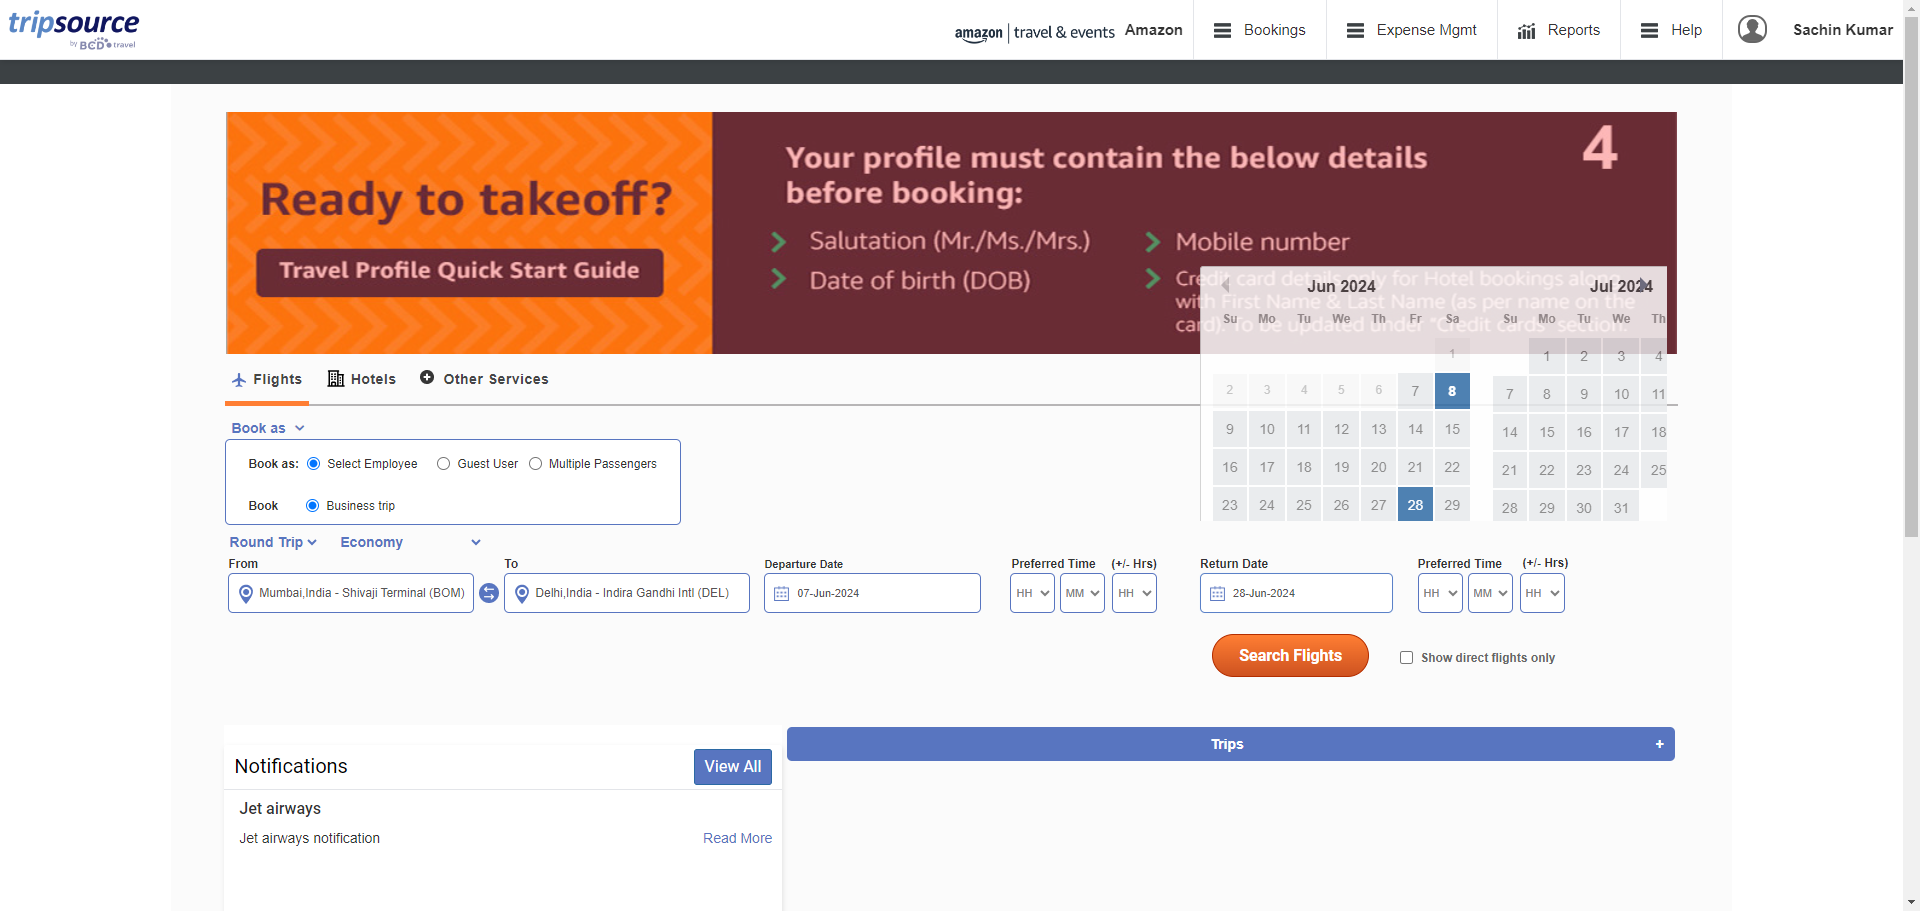 tripsource
by BCD travel
amazon | travel & events
Amazon
Bookings
Expense Mgmt
Reports
Help
Sachin Kumar
Ready to takeoff?
Travel Profile Quick Start Guide
Your profile must contain the below details
before booking:
4
Salutation (Mr./Ms./Mrs.)
Date of birth (DOB)
Mobile number
Credit card details only for Hotel bookings along
with First Name & Last Name (as per name on the
card). To be updated under "Credit cards" section.
Jun 2024
Su Mo Tu We Th Fr Sa
1
2 3 4 5 6 7 8
9 10 11 12 13 14 15
16 17 18 19 20 21 22
23 24 25 26 27 28 29
Jul 2024
Su Mo Tu We Th
1 2 3 4
7 8 9 10 11
14 15 16 17 18
21 22 23 24 25
28 29 30 31
Flights
Hotels
Other Services
Book as
Book as: Select Employee Guest User Multiple Passengers
Book Business trip
Round Trip Economy
From
Mumbai,India - Shivaji Terminal (BOM)
To
Delhi,India - Indira Gandhi Intl (DEL)
Departure Date
07-Jun-2024
Preferred Time (+/- Hrs)
HH MM HH
Return Date
28-Jun-2024
Preferred Time (+/- Hrs)
HH MM HH
Search Flights
Show direct flights only
Notifications
View All
Jet airways
Jet airways notification
Read More
Trips +